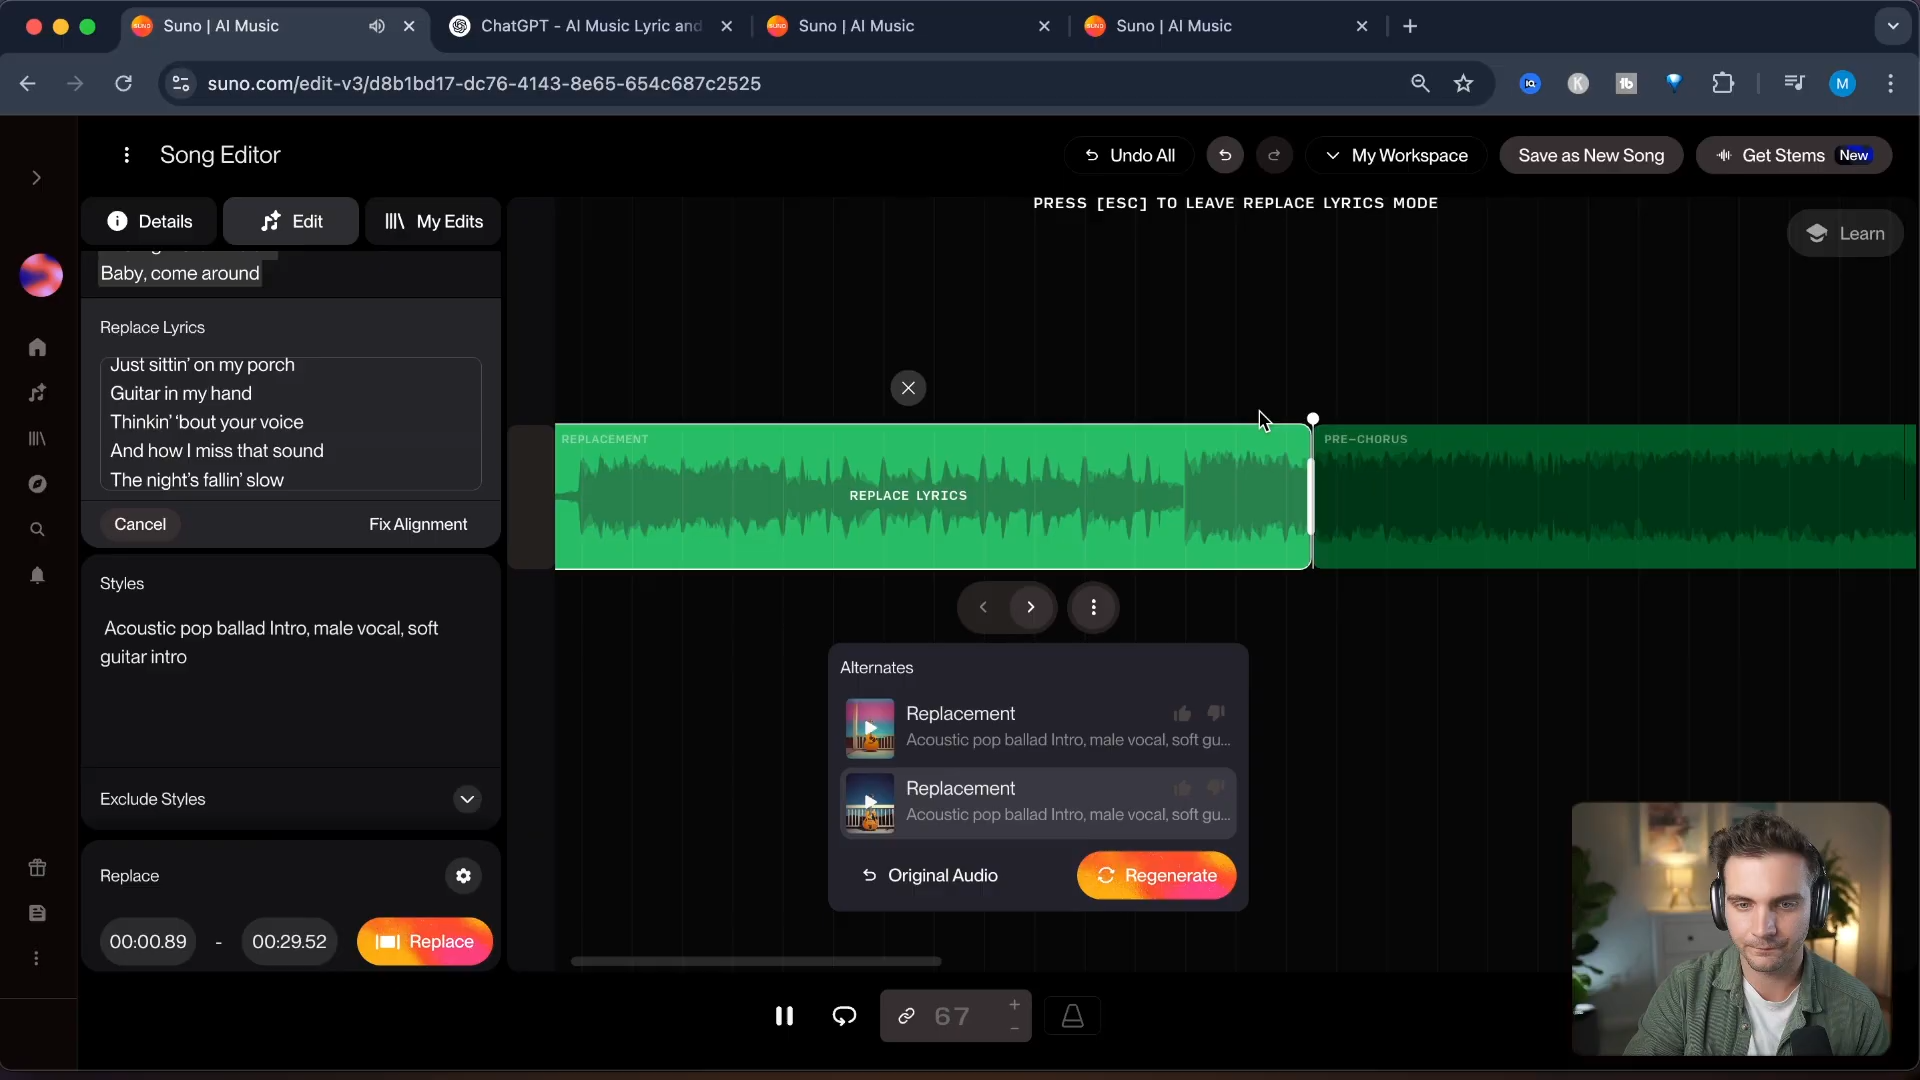 Suno | AI Music
ChatGPT - AI Music Lyric and
Suno | AI Music
Suno | AI Music
suno.com/edit-v3/d8b1bd17-dc76-4143-8e65-654c687c2525
M
Song Editor
Undo All
My Workspace
Save as New Song
Get Stems New
PRESS [ESC] TO LEAVE REPLACE LYRICS MODE
Details
Edit
My Edits
Learn
Baby, come around
Replace Lyrics
Just sittin’ on my porch
Guitar in my hand
Thinkin’ ‘bout your voice
And how I miss that sound
The night’s fallin’ slow
Cancel
Fix Alignment
REPLACEMENT
REPLACE LYRICS
PRE-CHORUS
Styles
Acoustic pop ballad Intro, male vocal, soft
guitar intro
Exclude Styles
Alternates
Replacement
Acoustic pop ballad Intro, male vocal, soft gu...
Replacement
Acoustic pop ballad Intro, male vocal, soft gu...
Original Audio
Regenerate
Replace
00:00.89 - 00:29.52
Replace
67